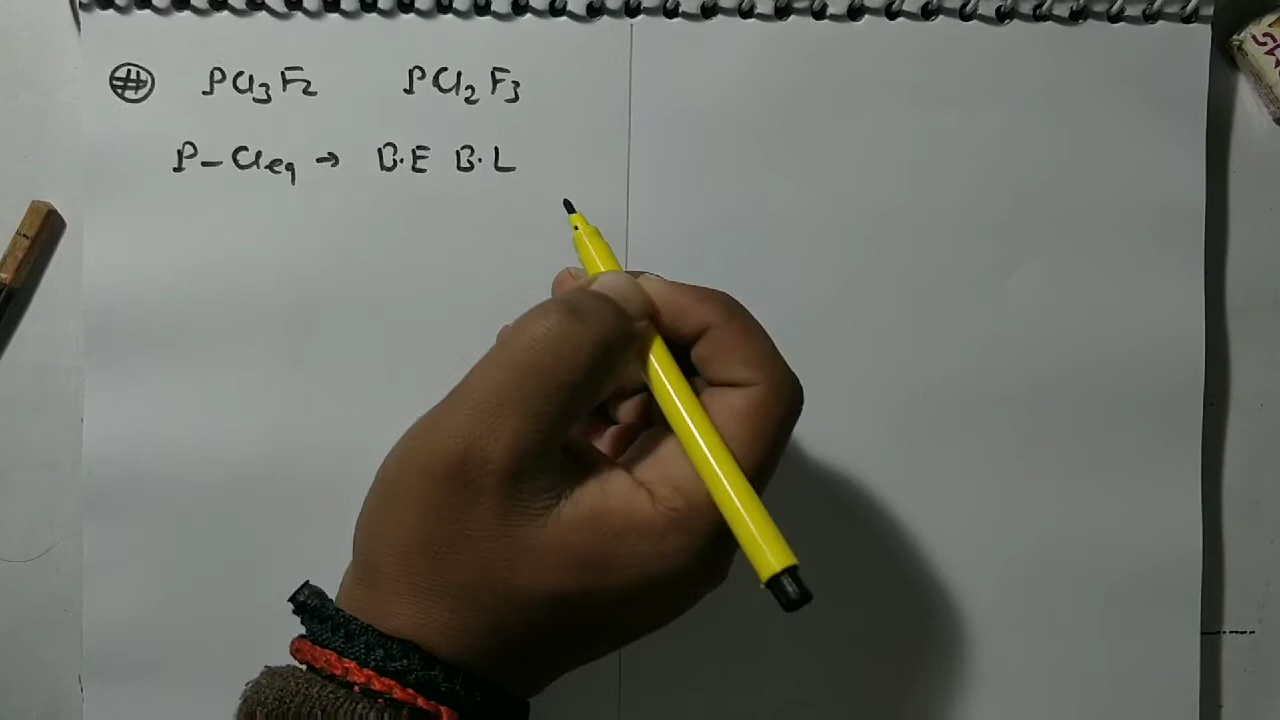 # PCl3F2 PCl2F3
P-Cleq → B.E B.L